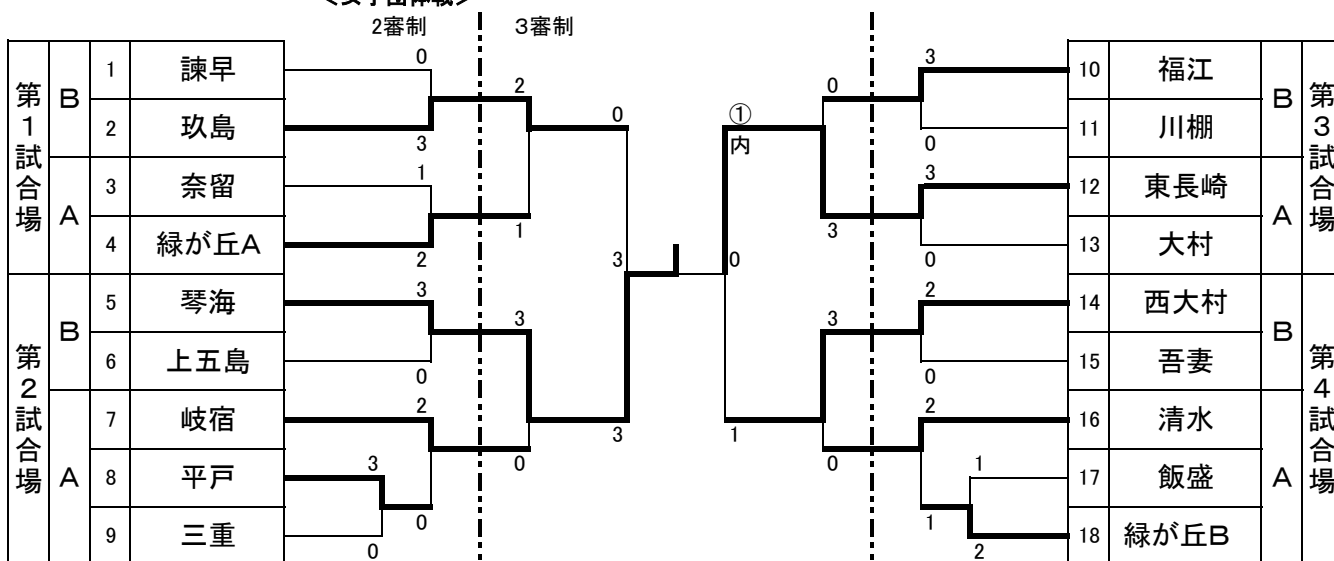 <女子団体戦>
2審制 3審制
第1試合場
B
1 諫早 0
2 玖島 3
A
3 奈留 1
4 緑が丘A 2
第2試合場
B
5 琴海 3
6 上五島 0
A
7 岐宿 2
8 平戸 3
9 三重 0
0
2
1
3
0
0
3
3
①
内
0
1
0
3
3
0
第3試合場
B
3 10 福江
0 11 川棚
A
3 12 東長崎
0 13 大村
第4試合場
B
2 14 西大村
0 15 吾妻
A
2 16 清水
1 17 飯盛
2 18 緑が丘B
1